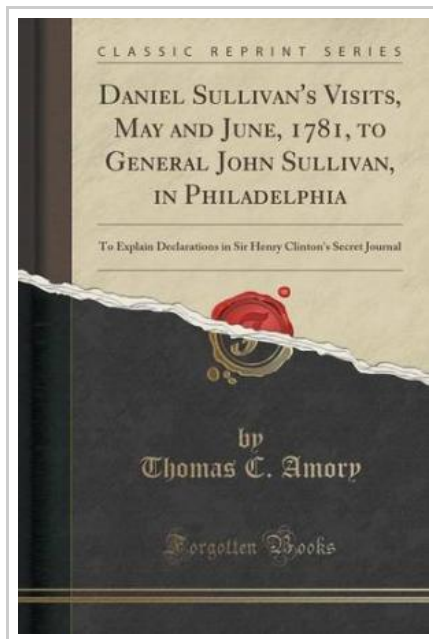 CLASSIC REPRINT SERIES
DANIEL SULLIVAN'S VISITS,
MAY AND JUNE, 1781, TO
GENERAL JOHN SULLIVAN,
IN PHILADELPHIA
To Explain Declarations in Sir Henry Clinton's Secret Journal
by
Thomas C. Amory
Forgotten Books